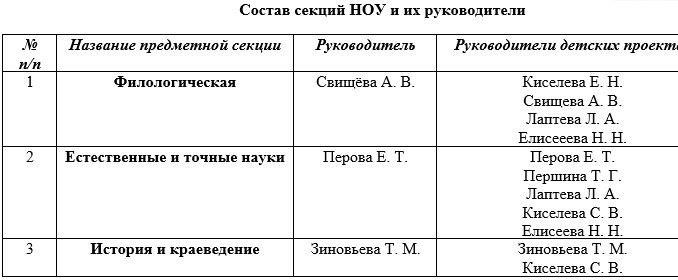 Состав секций НОУ и их руководители
№ п/п Название предметной секции Руководитель Руководители детских проекта
1 Филологическая Свищёва А. В. Киселева Е. Н.
Свищева А. В.
Лаптева Л. А.
Елисееева Н. Н.
2 Естественные и точные науки Перова Е. Т. Перова Е. Т.
Першина Т. Г.
Лаптева Л. А.
Киселева С. В.
Елисеева Н. Н.
3 История и краеведение Зиновьева Т. М. Зиновьева Т. М.
Киселева С. В.